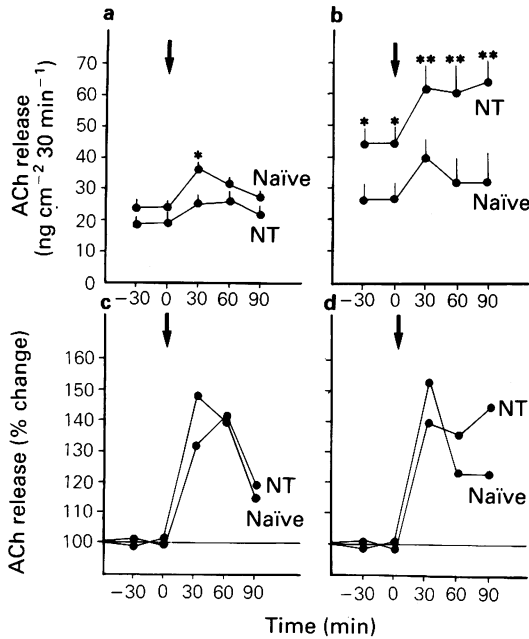 a
b
ACh release
(ng cm⁻² 30 min⁻¹)
70
60
50
40
30
20
10
0
*
Naïve
NT
* * ** ** **
NT
Naïve
−30 0 30 60 90
−30 0 30 60 90
c
d
ACh release (% change)
160
150
140
130
120
110
100
NT
Naïve
NT
Naïve
−30 0 30 60 90
−30 0 30 60 90
Time (min)